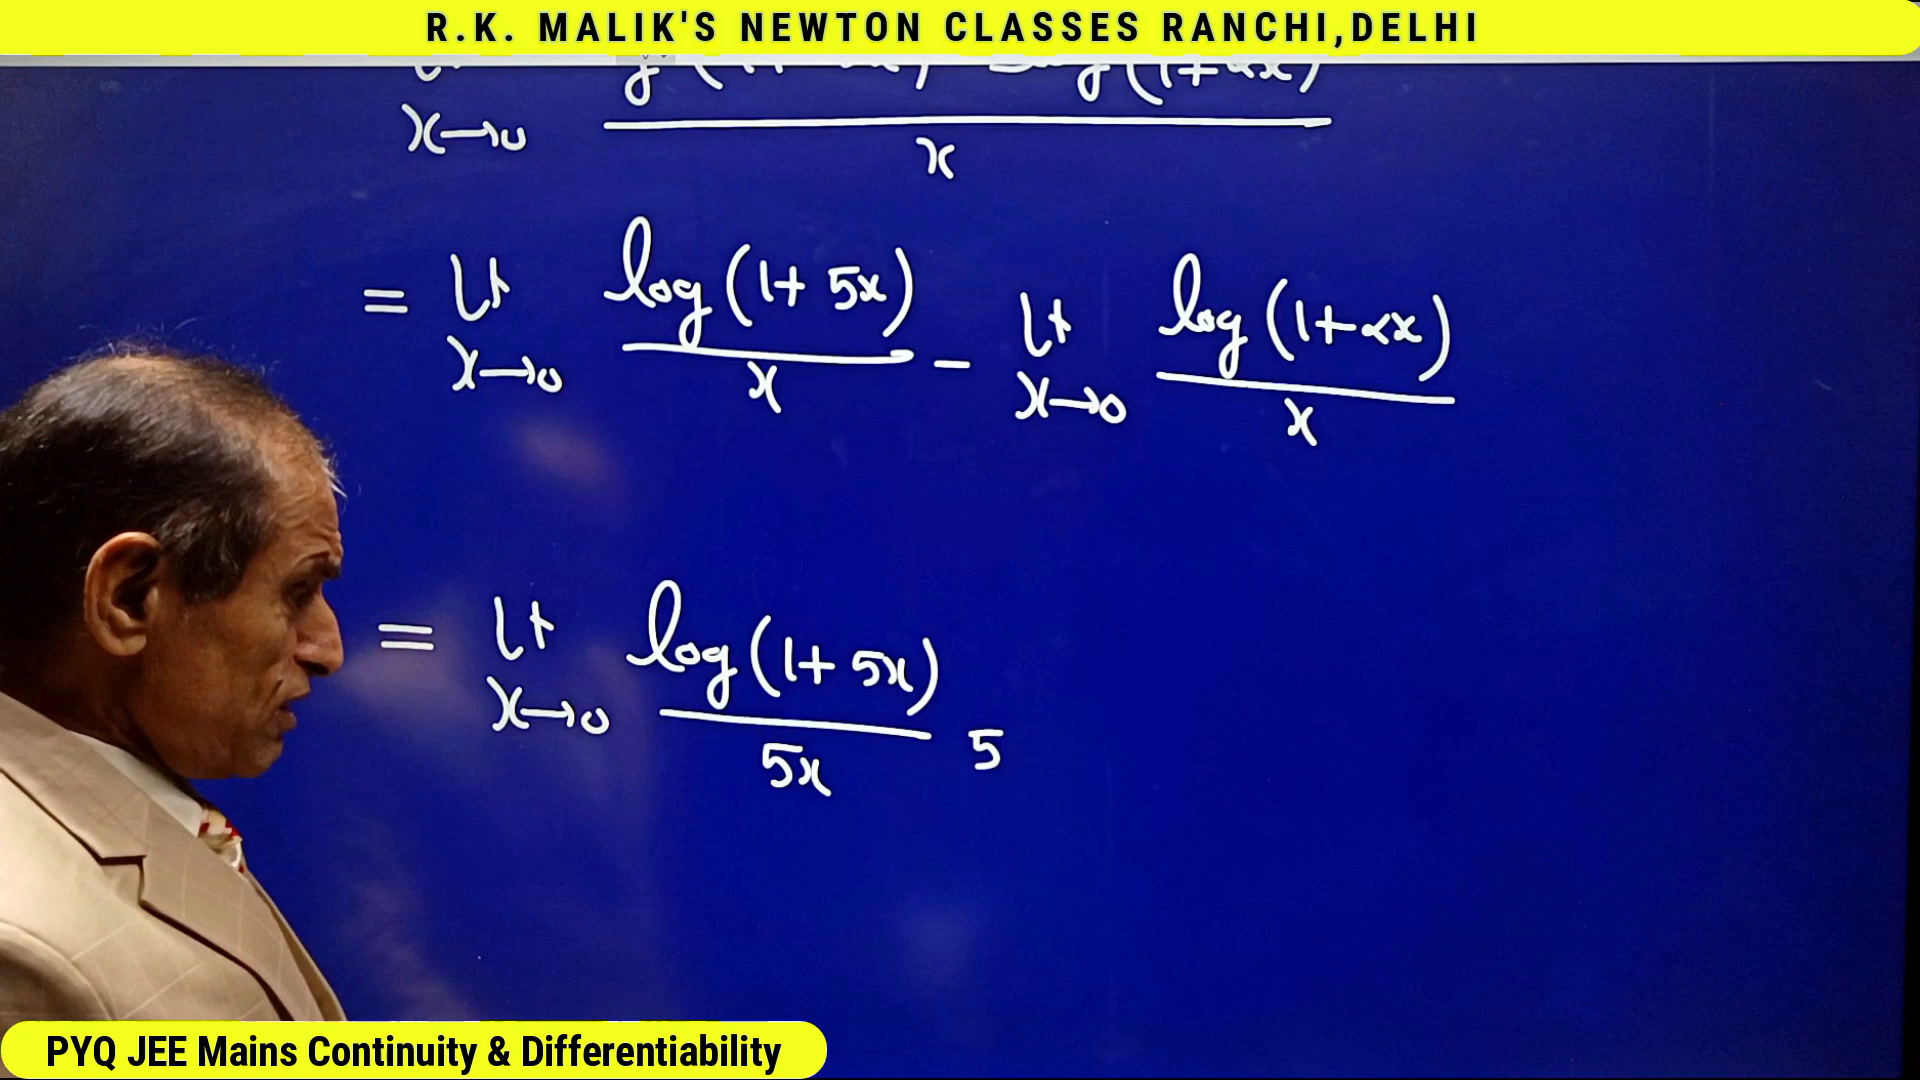 R.K. MALIK'S NEWTON CLASSES RANCHI,DELHI
x→0 x
= lt x→0 log(1+ 5x)/x - lt x→0 log(1+αx)/x
= lt x→0 log(1+ 5x)/5x 5
PYQ JEE Mains Continuity & Differentiability